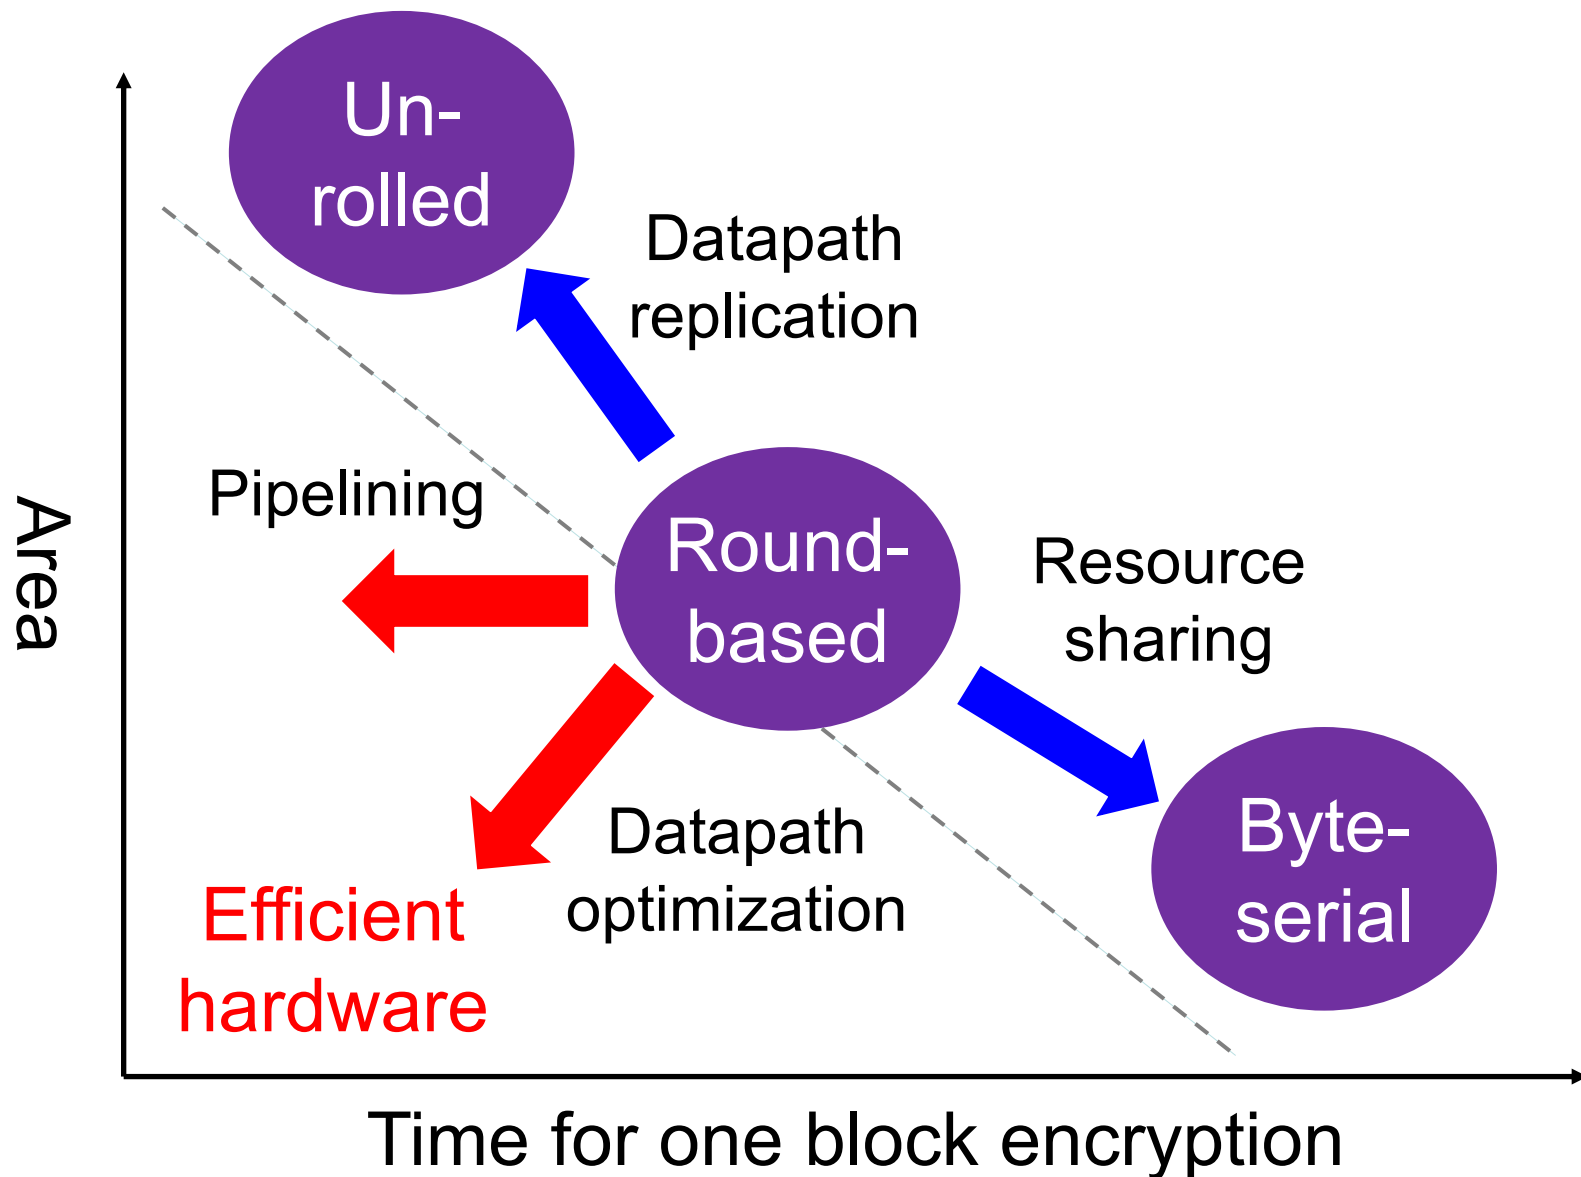 Un-
rolled
Datapath
replication
Pipelining
Area
Round-
based
Resource
sharing
Datapath
optimization
Byte-
serial
Efficient
hardware
Time for one block encryption